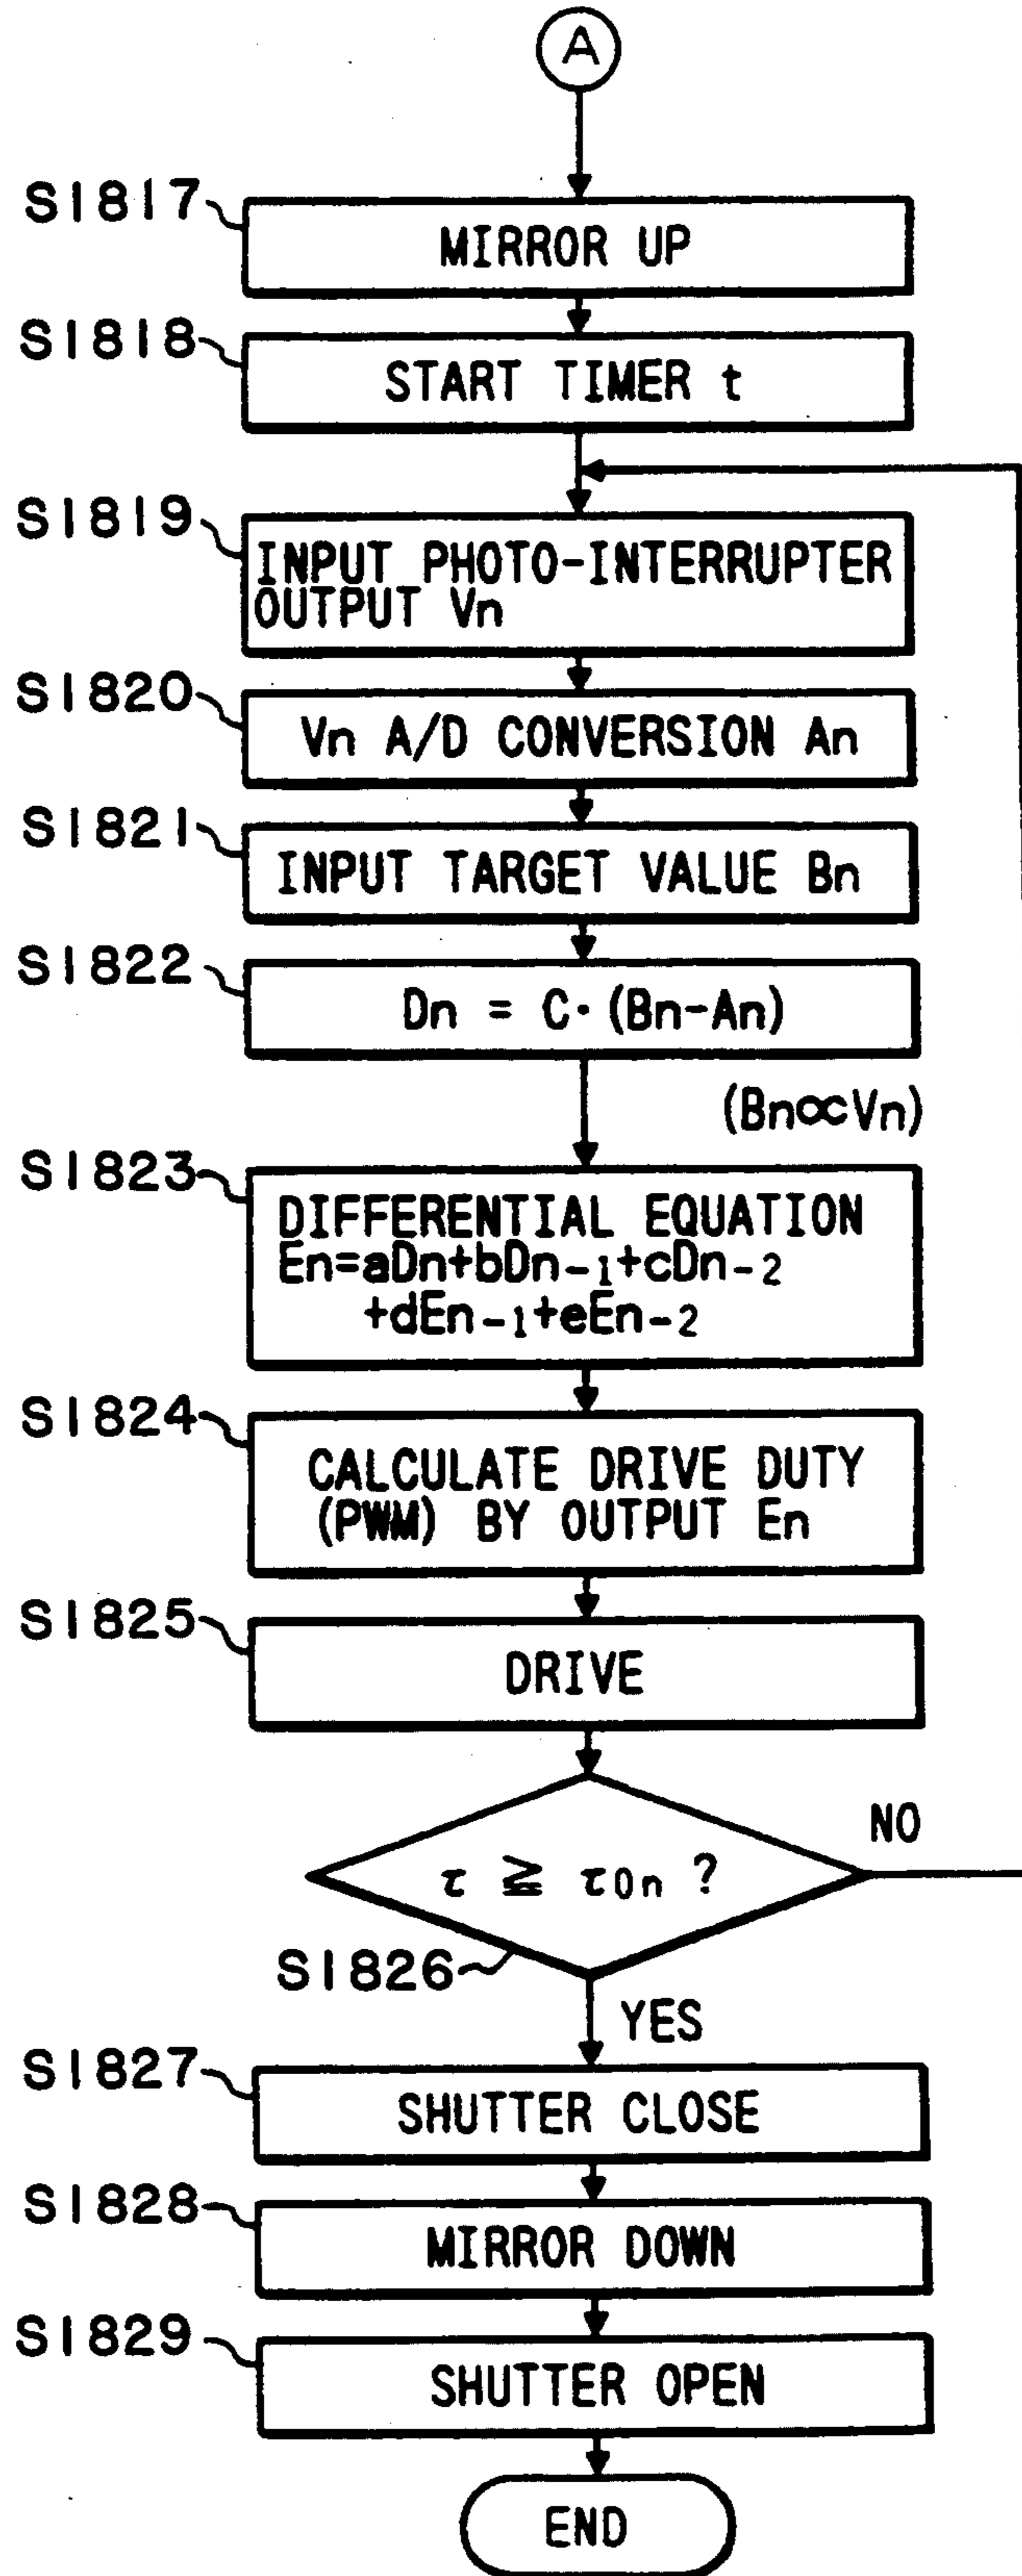 A
S1817
MIRROR UP
S1818
START TIMER t
S1819
INPUT PHOTO-INTERRUPTER
OUTPUT Vn
S1820
Vn A/D CONVERSION An
S1821
INPUT TARGET VALUE Bn
S1822
Dn = C· (Bn-An)
(Bn∝Vn)
S1823
DIFFERENTIAL EQUATION
En=aDn+bDn-1+cDn-2
+dEn-1+eEn-2
S1824
CALCULATE DRIVE DUTY
(PWM) BY OUTPUT En
S1825
DRIVE
NO
τ ≧ τ0n ?
S1826
YES
S1827
SHUTTER CLOSE
S1828
MIRROR DOWN
S1829
SHUTTER OPEN
END